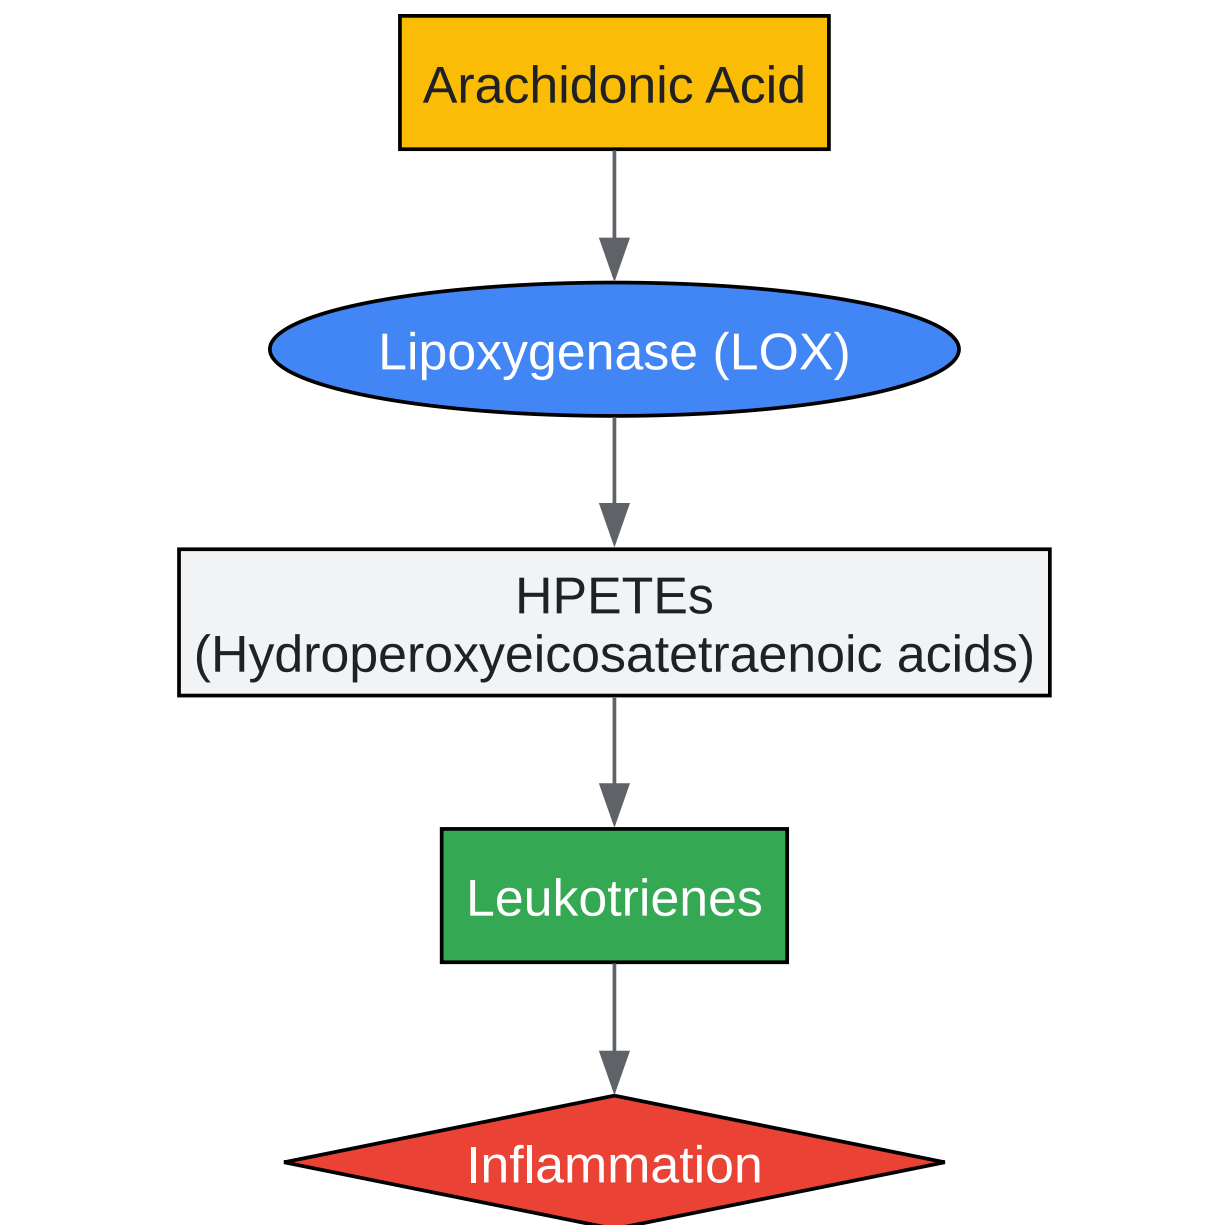 Arachidonic Acid
Lipoxygenase (LOX)
HPETEs
(Hydroperoxyeicosatetraenoic acids)
Leukotrienes
Inflammation